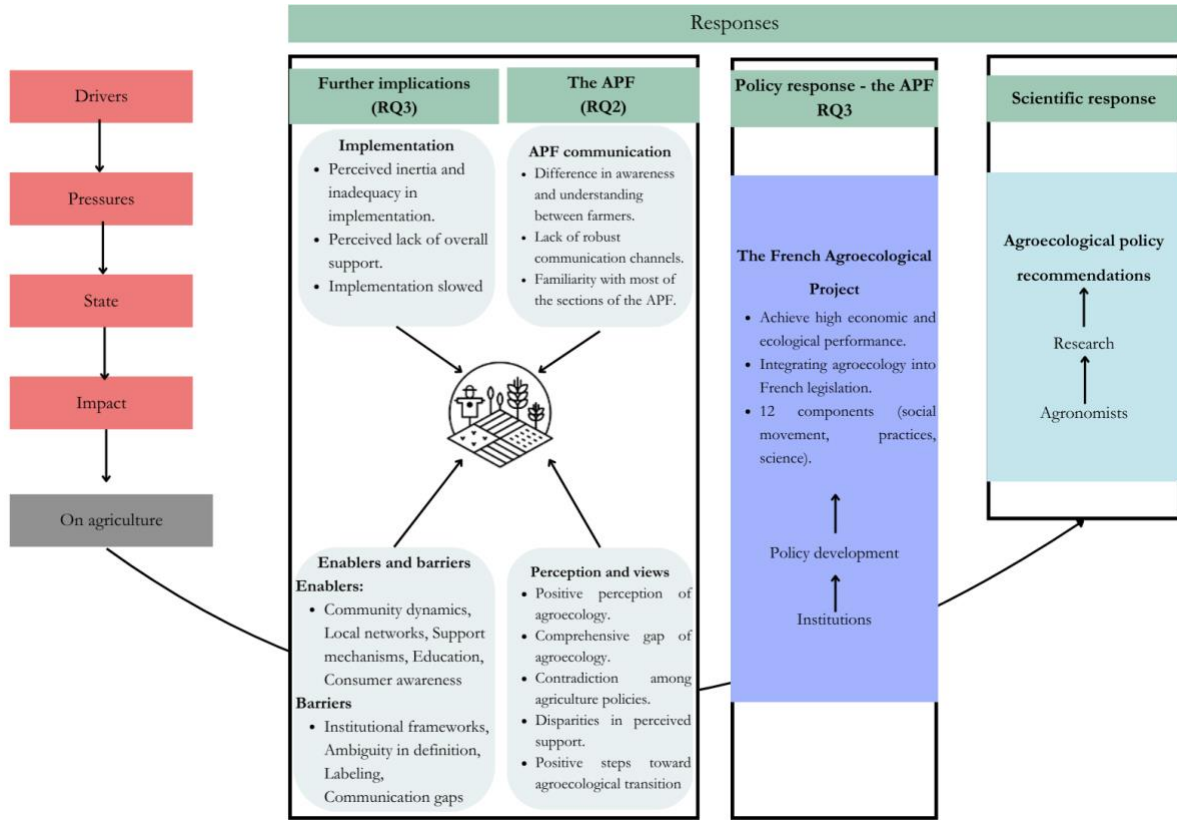 Responses
Drivers
Pressures
State
Impact
On agriculture
Further implications
(RQ3)
Implementation
• Perceived inertia and
inadequacy in
implementation.
• Perceived lack of overall
support.
• Implementation slowed
Enablers and barriers
Enablers:
• Community dynamics,
Local networks, Support
mechanisms, Education,
Consumer awareness
Barriers
• Institutional frameworks,
Ambiguity in definition,
Labeling,
Communication gaps
The APF
(RQ2)
APF communication
• Difference in awareness
and understanding
between farmers.
• Lack of robust
communication channels.
• Familiarity with most of
the sections of the APF.
Perception and views
• Positive perception of
agroecology.
• Comprehensive gap of
agroecology.
• Contradiction among
agriculture policies.
• Disparities in perceived
support.
• Positive steps toward
agroecological transition
Policy response - the APF
RQ3
The French Agroecological
Project
• Achieve high economic and
ecological performance.
• Integrating agroecology into
French legislation.
• 12 components (social
movement, practices,
science).
Policy development
Institutions
Scientific response
Agroecological policy
recommendations
Research
Agronomists